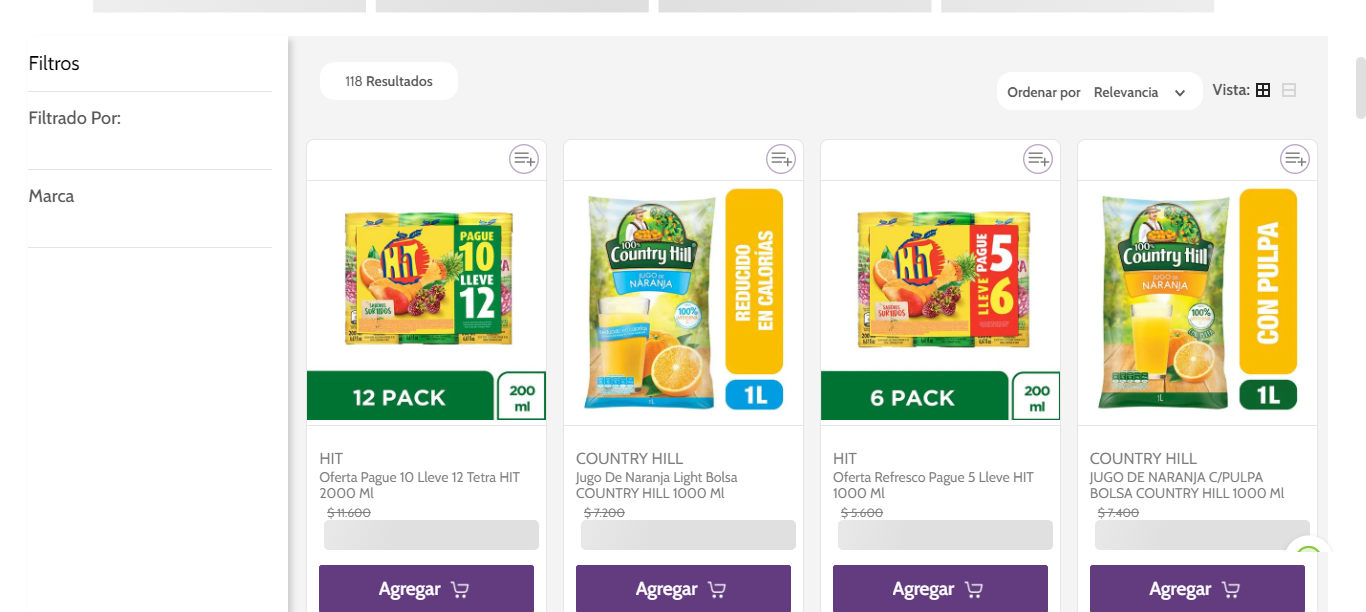 Filtros
118 Resultados
Ordenar por Relevancia
Vista:
Filtrado Por:
Marca
HIT
PAGUE
10
LLEVE
12
SABORES
SURTIDOS
12 PACK
200
ml
100%
Country Hill
JUGO DE
NARANJA
100%
REDUCIDO
EN CALORÍAS
1L
HIT
PAGUE 5
LLEVE 6
SABORES
SURTIDOS
6 PACK
200
ml
100%
Country Hill
JUGO DE
NARANJA
100%
CON PULPA
1L
HIT
Oferta Pague 10 Lleve 12 Tetra HIT
2000 Ml
$ 11.600
Agregar
COUNTRY HILL
Jugo De Naranja Light Bolsa
COUNTRY HILL 1000 Ml
$ 7.200
Agregar
HIT
Oferta Refresco Pague 5 Lleve HIT
1000 Ml
$ 5.600
Agregar
COUNTRY HILL
JUGO DE NARANJA C/PULPA
BOLSA COUNTRY HILL 1000 Ml
$ 7.400
Agregar